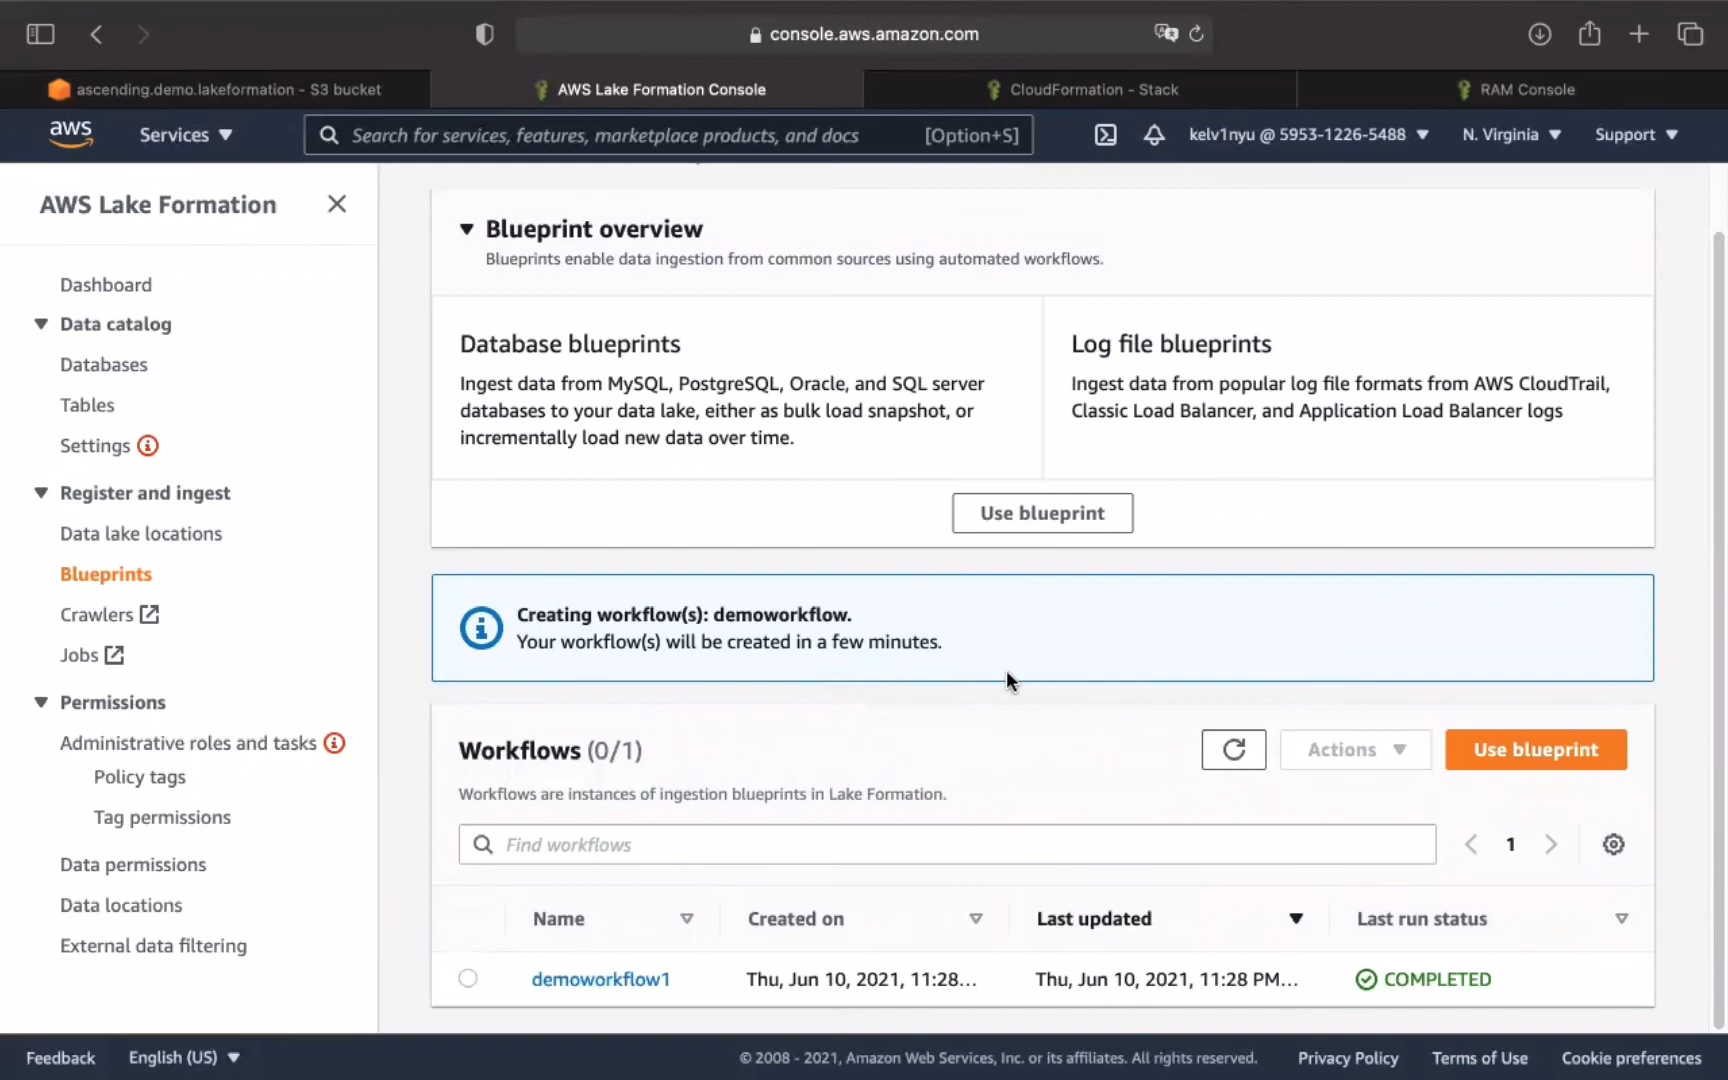 console.aws.amazon.com
ascending.demo.lakeformation - S3 bucket
AWS Lake Formation Console
CloudFormation - Stack
RAM Console
aws
Services
Search for services, features, marketplace products, and docs
[Option+S]
kelv1nyu @ 5953-1226-5488
N. Virginia
Support
AWS Lake Formation
Dashboard
Data catalog
Databases
Tables
Settings
Register and ingest
Data lake locations
Blueprints
Crawlers
Jobs
Permissions
Administrative roles and tasks
Policy tags
Tag permissions
Data permissions
Data locations
External data filtering
Blueprint overview
Blueprints enable data ingestion from common sources using automated workflows.
Database blueprints
Ingest data from MySQL, PostgreSQL, Oracle, and SQL server
databases to your data lake, either as bulk load snapshot, or
incrementally load new data over time.
Log file blueprints
Ingest data from popular log file formats from AWS CloudTrail,
Classic Load Balancer, and Application Load Balancer logs
Use blueprint
Creating workflow(s): demoworkflow.
Your workflow(s) will be created in a few minutes.
Workflows (0/1)
Actions
Use blueprint
Workflows are instances of ingestion blueprints in Lake Formation.
Find workflows
1
Name
Created on
Last updated
Last run status
demoworkflow1
Thu, Jun 10, 2021, 11:28...
Thu, Jun 10, 2021, 11:28 PM...
COMPLETED
Feedback
English (US)
© 2008 - 2021, Amazon Web Services, Inc. or its affiliates. All rights reserved.
Privacy Policy
Terms of Use
Cookie preferences